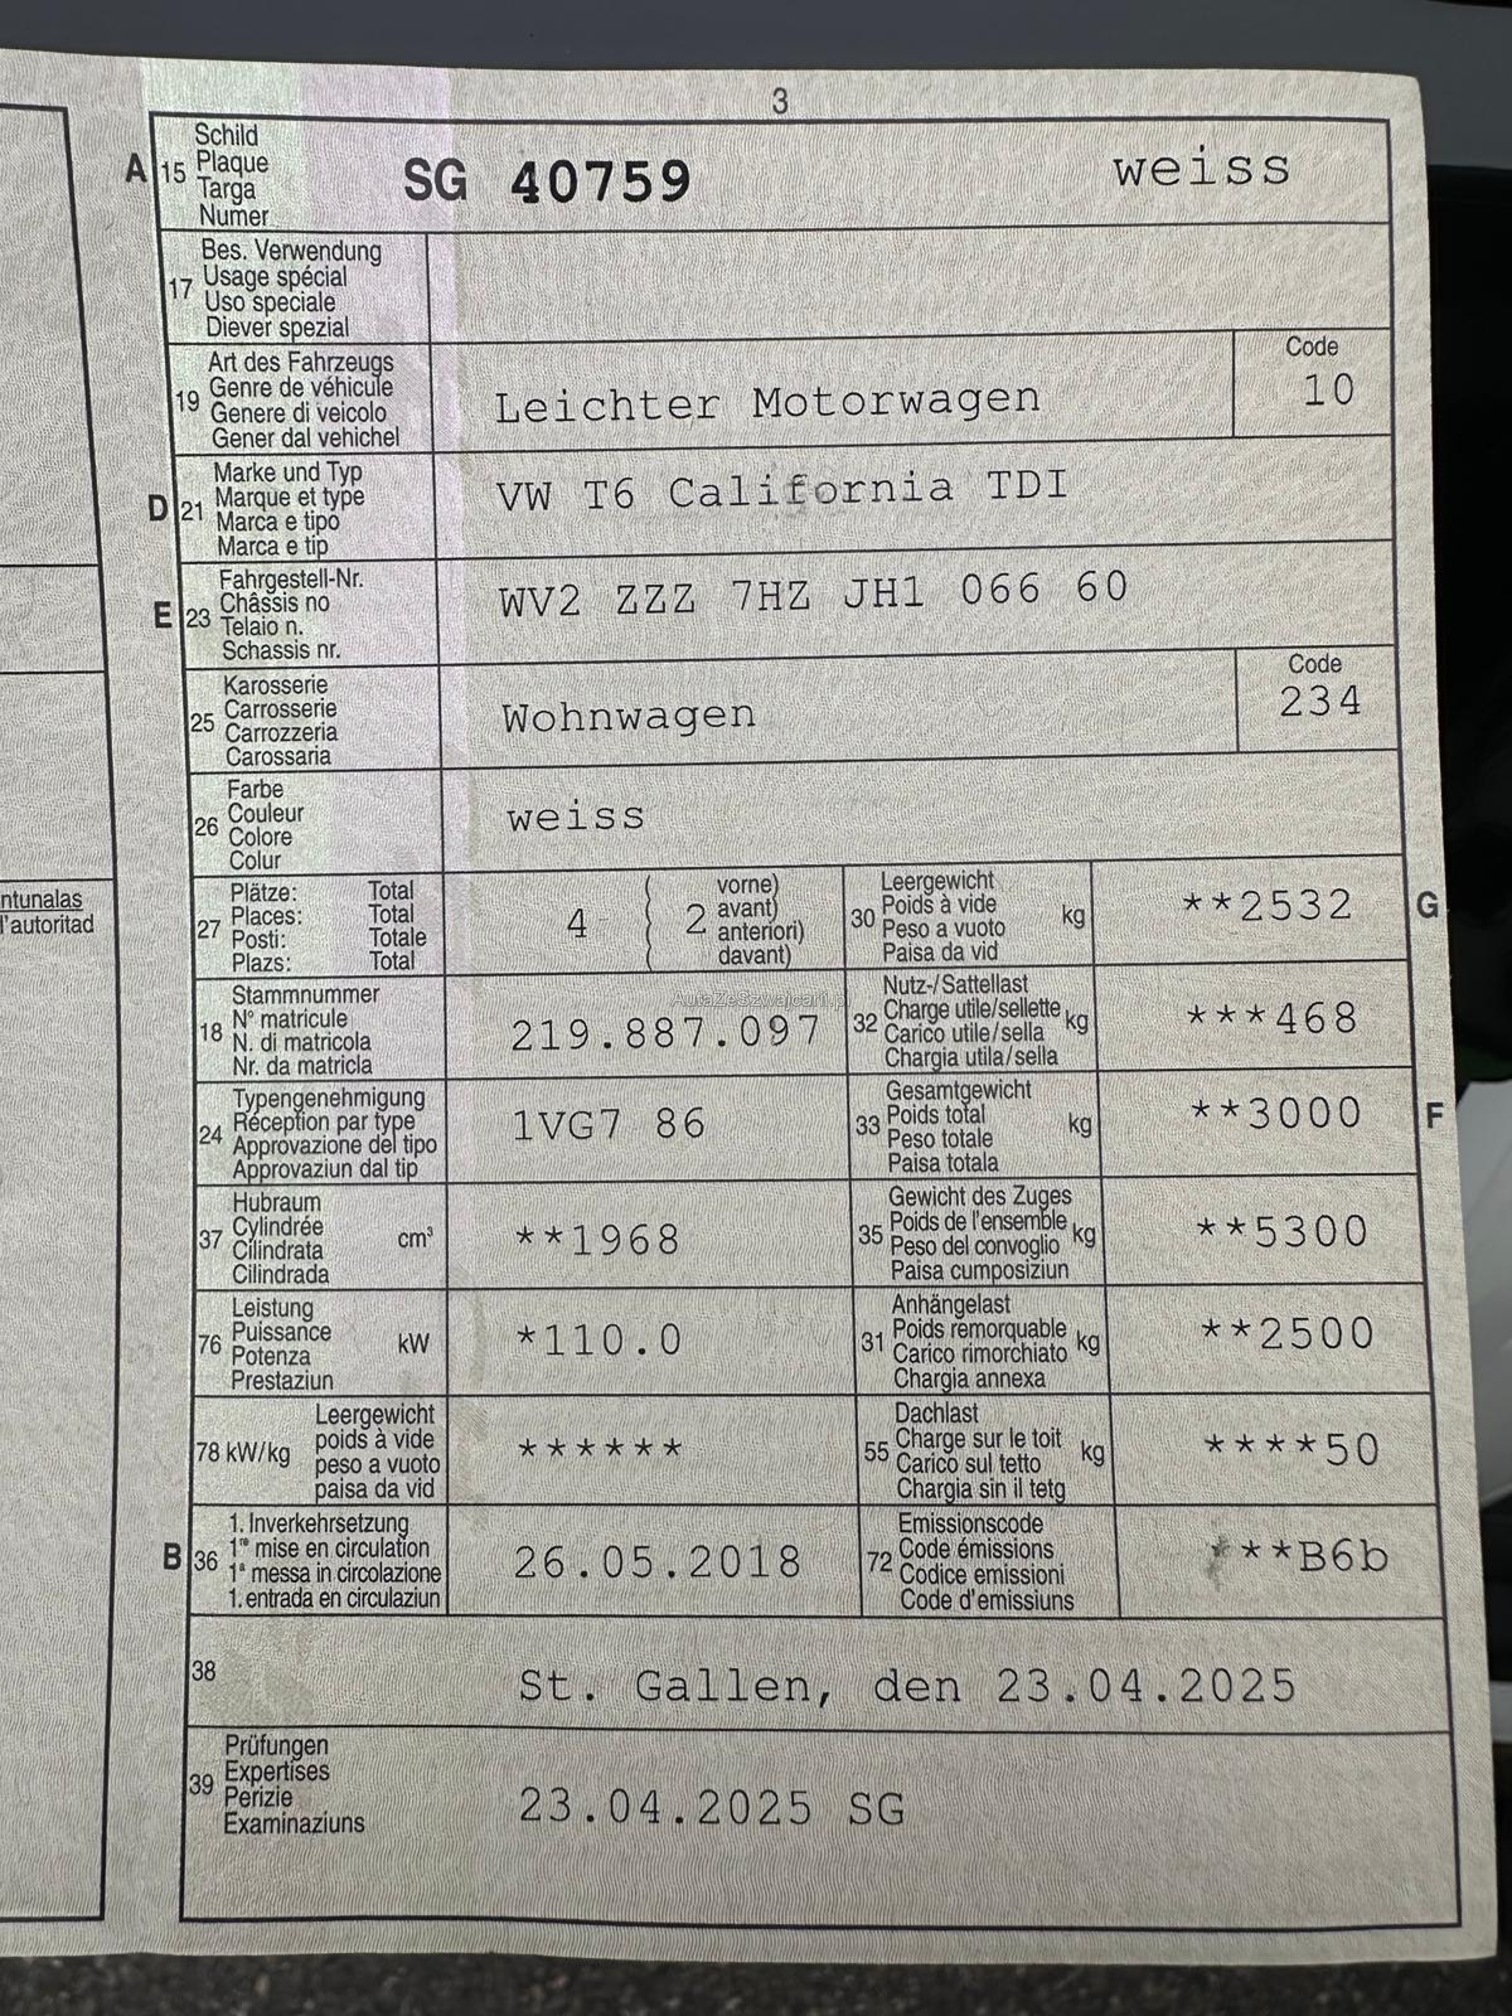 3
A 15 Schild
Plaque
Targa
Numer
SG 40759 weiss
17 Bes. Verwendung
Usage spécial
Uso speciale
Diever spezial
19 Art des Fahrzeugs
Genre de véhicule
Genere di veicolo
Gener dal vehichel
Leichter Motorwagen
Code
10
D 21 Marke und Typ
Marque et type
Marca e tipo
Marca e tip
VW T6 California TDI
E 23 Fahrgestell-Nr.
Châssis no
Telaio n.
Schassis nr.
WV2 ZZZ 7HZ JH1 066 60
25 Karosserie
Carrosserie
Carrozzeria
Carossaria
Wohnwagen
Code
234
26 Farbe
Couleur
Colore
Colur
weiss
ntunalas
l'autoritad
27 Plätze: Total
Places: Total
Posti: Totale
Plazs: Total
4 ( 2 vorne)
avant)
anteriori)
davant)
30 Leergewicht
Poids à vide
Peso a vuoto
Paisa da vid
kg
**2532
G
18 Stammnummer
N° matricule
N. di matricola
Nr. da matricla
219.887.097
AutaZeSzwajcarii.pl
32 Nutz-/Sattellast
Charge utile/sellette
Carico utile/sella
Chargia utila/sella
kg
***468
24 Typengenehmigung
Réception par type
Approvazione del tipo
Approvaziun dal tip
1VG7 86
33 Gesamtgewicht
Poids total
Peso totale
Paisa totala
kg
**3000
F
37 Hubraum
Cylindrée
Cilindrata
Cilindrada
cm³
**1968
35 Gewicht des Zuges
Poids de l'ensemble
Peso del convoglio
Paisa cumposiziun
kg
**5300
76 Leistung
Puissance
Potenza
Prestaziun
kW
*110.0
31 Anhängelast
Poids remorquable
Carico rimorchiato
Chargia annexa
kg
**2500
78 kW/kg Leergewicht
poids à vide
peso a vuoto
paisa da vid
******
55 Dachlast
Charge sur le toit
Carico sul tetto
Chargia sin il tetg
kg
****50
B 36 1. Inverkehrsetzung
1re mise en circulation
1a messa in circolazione
1. entrada en circulaziun
26.05.2018
72 Emissionscode
Code émissions
Codice emissioni
Code d'emissiuns
***B6b
38 St. Gallen, den 23.04.2025
39 Prüfungen
Expertises
Perizie
Examinaziuns
23.04.2025 SG